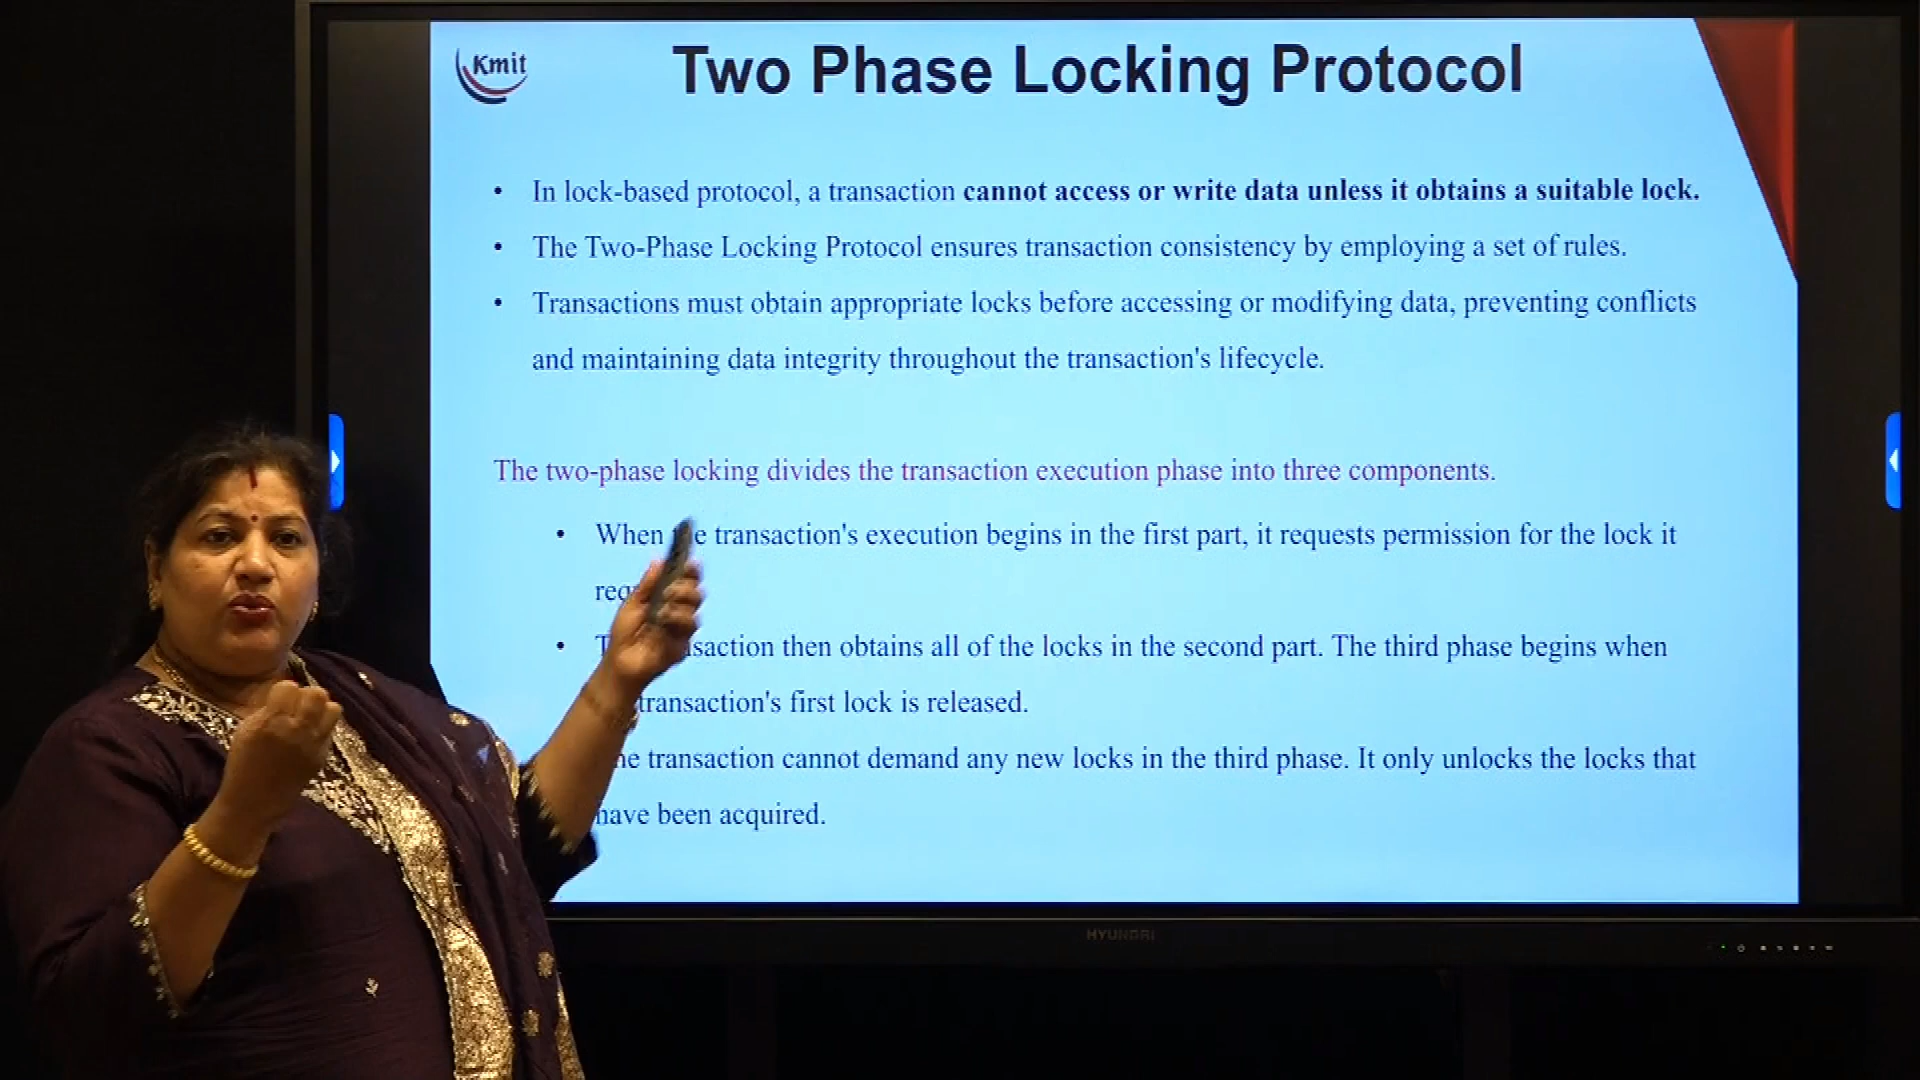 Kmit
Two Phase Locking Protocol
• In lock-based protocol, a transaction cannot access or write data unless it obtains a suitable lock.
• The Two-Phase Locking Protocol ensures transaction consistency by employing a set of rules.
• Transactions must obtain appropriate locks before accessing or modifying data, preventing conflicts
and maintaining data integrity throughout the transaction's lifecycle.
The two-phase locking divides the transaction execution phase into three components.
• When transaction's execution begins in the first part, it requests permission for the lock it
• then obtains all of the locks in the second part. The third phase begins when
transaction's first lock is released.
transaction cannot demand any new locks in the third phase. It only unlocks the locks that
have been acquired.
HYUNDAI